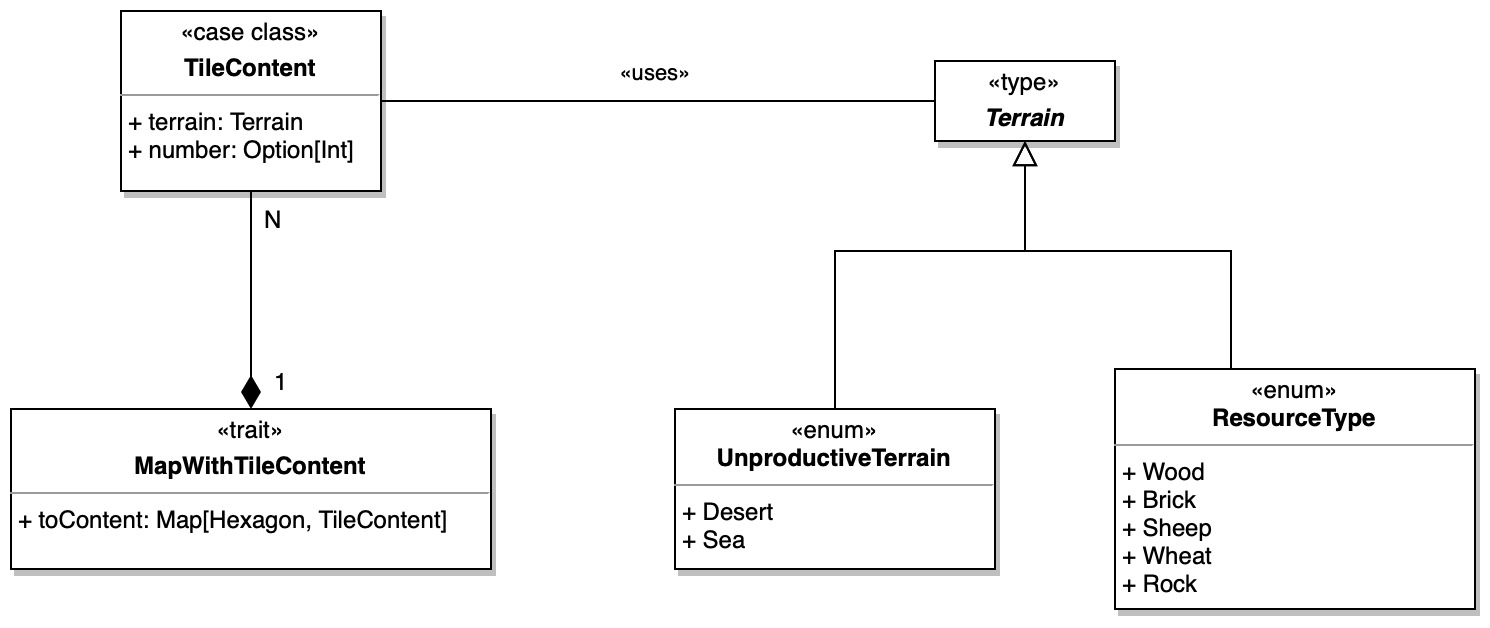 «case class»
TileContent
+ terrain: Terrain
+ number: Option[Int]
«uses»
«type»
Terrain
N
1
«trait»
MapWithTileContent
+ toContent: Map[Hexagon, TileContent]
«enum»
UnproductiveTerrain
+ Desert
+ Sea
«enum»
ResourceType
+ Wood
+ Brick
+ Sheep
+ Wheat
+ Rock